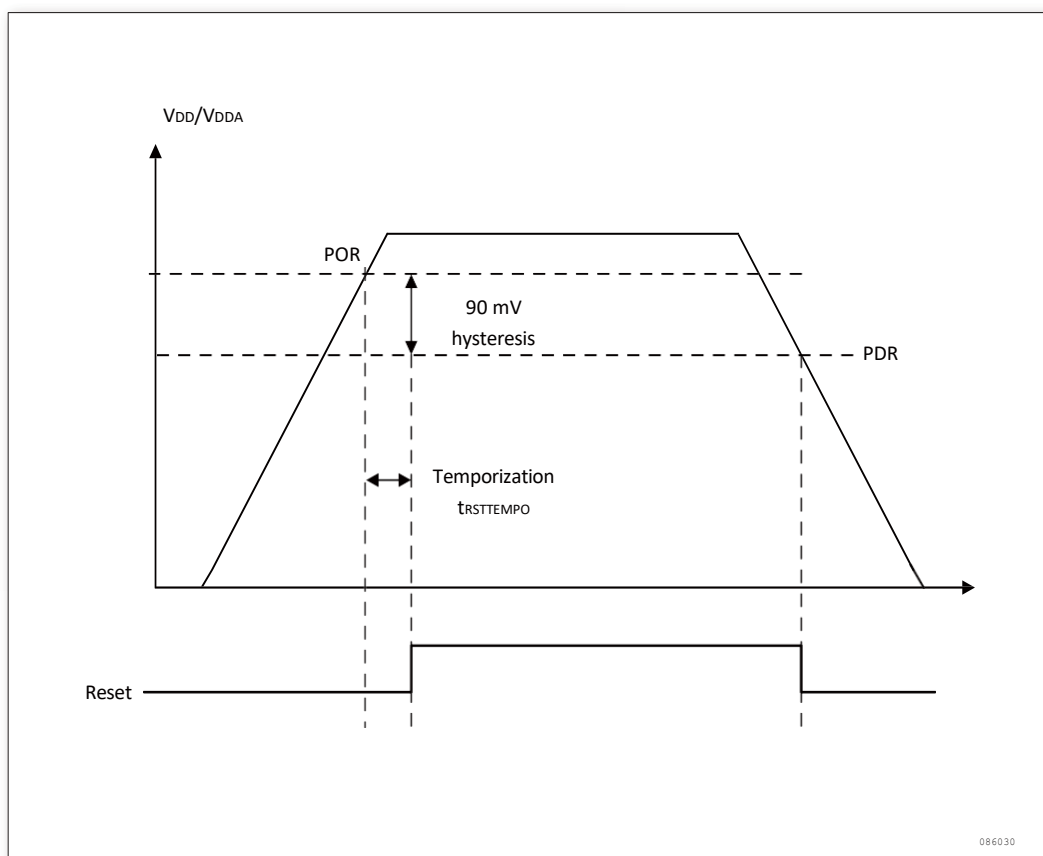 VDD/VDDA
POR
90 mV
hysteresis
PDR
Temporization
tRSTTEMPO
Reset
086030